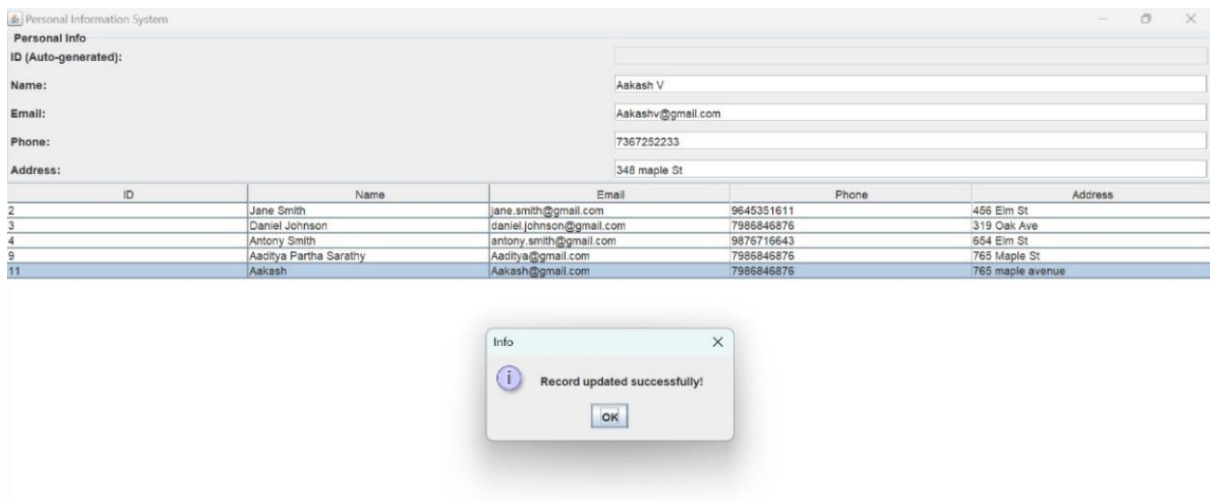 Personal Information System
Personal Info
ID (Auto-generated):
Name: Aakash V
Email: Aakashv@gmail.com
Phone: 7367252233
Address: 348 maple St
ID Name Email Phone Address
2 Jane Smith jane.smith@gmail.com 9645351611 456 Elm St
3 Daniel Johnson daniel.johnson@gmail.com 7986846876 319 Oak Ave
4 Antony Smith antony.smith@gmail.com 9876716643 654 Elm St
9 Aaditya Partha Sarathy Aaditya@gmail.com 7986846876 765 Maple St
11 Aakash Aakash@gmail.com 7986846876 765 maple avenue
Info
i Record updated successfully!
OK